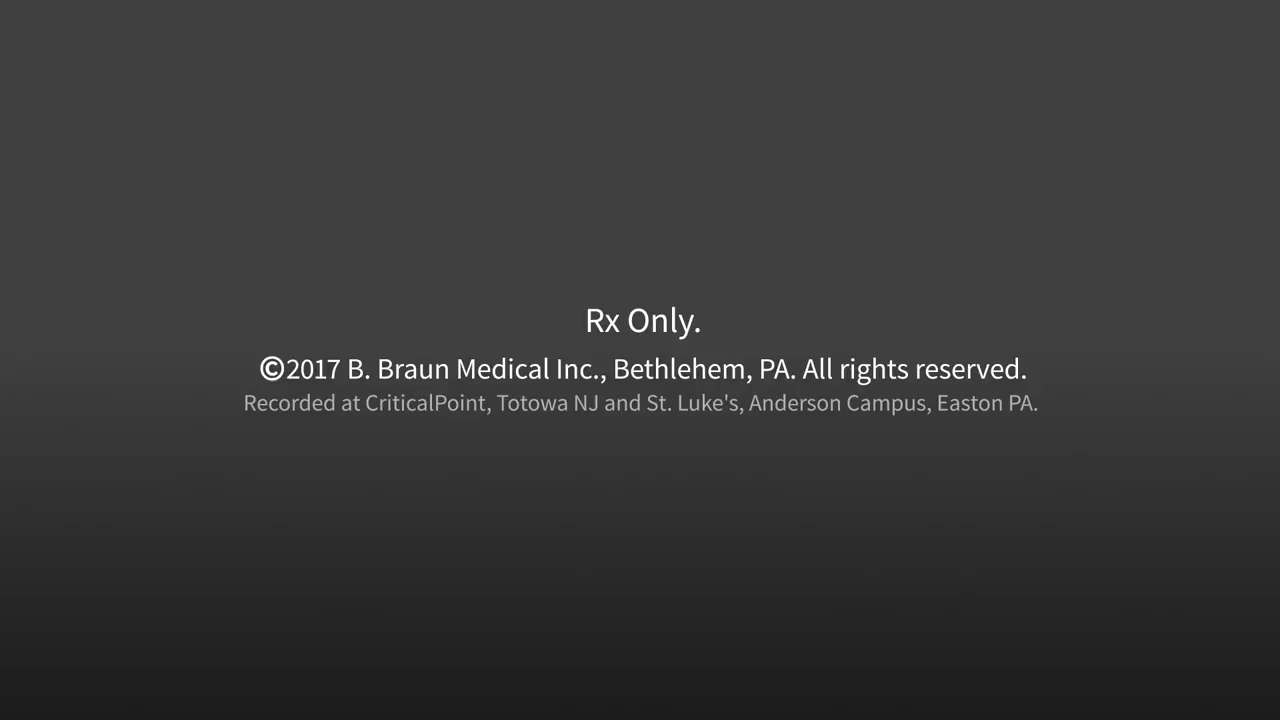 Rx Only.
©2017 B. Braun Medical Inc., Bethlehem, PA. All rights reserved.
Recorded at CriticalPoint, Totowa NJ and St. Luke's, Anderson Campus, Easton PA.